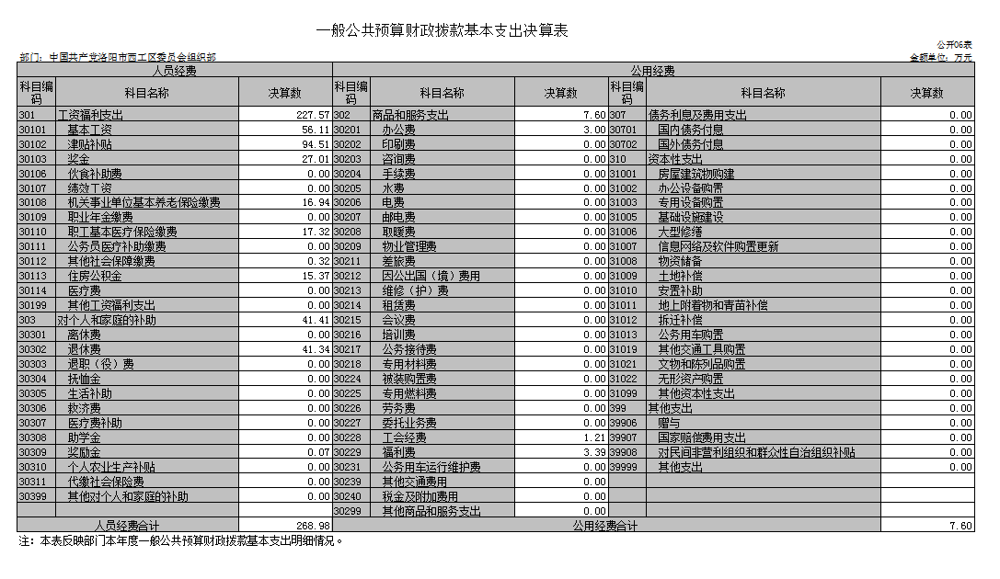 一般公共预算财政拨款基本支出决算表
公开06表
部门：中国共产党洛阳市西工区委员会组织部 金额单位：万元
人员经费 公用经费
科目编码 科目名称 决算数 科目编码 科目名称 决算数 科目编码 科目名称 决算数
301 工资福利支出 227.57 302 商品和服务支出 7.60 307 债务利息及费用支出 0.00
30101 基本工资 56.11 30201 办公费 3.00 30701 国内债务付息 0.00
30102 津贴补贴 94.51 30202 印刷费 0.00 30702 国外债务付息 0.00
30103 奖金 27.01 30203 咨询费 0.00 310 资本性支出 0.00
30106 伙食补助费 0.00 30204 手续费 0.00 31001 房屋建筑物购建 0.00
30107 绩效工资 0.00 30205 水费 0.00 31002 办公设备购置 0.00
30108 机关事业单位基本养老保险缴费 16.94 30206 电费 0.00 31003 专用设备购置 0.00
30109 职业年金缴费 0.00 30207 邮电费 0.00 31005 基础设施建设 0.00
30110 职工基本医疗保险缴费 17.32 30208 取暖费 0.00 31006 大型修缮 0.00
30111 公务员医疗补助缴费 0.00 30209 物业管理费 0.00 31007 信息网络及软件购置更新 0.00
30112 其他社会保障缴费 0.32 30211 差旅费 0.00 31008 物资储备 0.00
30113 住房公积金 15.37 30212 因公出国（境）费用 0.00 31009 土地补偿 0.00
30114 医疗费 0.00 30213 维修（护）费 0.00 31010 安置补助 0.00
30199 其他工资福利支出 0.00 30214 租赁费 0.00 31011 地上附着物和青苗补偿 0.00
303 对个人和家庭的补助 41.41 30215 会议费 0.00 31012 拆迁补偿 0.00
30301 离休费 0.00 30216 培训费 0.00 31013 公务用车购置 0.00
30302 退休费 41.34 30217 公务接待费 0.00 31019 其他交通工具购置 0.00
30303 退职（役）费 0.00 30218 专用材料费 0.00 31021 文物和陈列品购置 0.00
30304 抚恤金 0.00 30224 被装购置费 0.00 31022 无形资产购置 0.00
30305 生活补助 0.00 30225 专用燃料费 0.00 31099 其他资本性支出 0.00
30306 救济费 0.00 30226 劳务费 0.00 399 其他支出 0.00
30307 医疗费补助 0.00 30227 委托业务费 0.00 39906 赠与 0.00
30308 助学金 0.00 30228 工会经费 1.21 39907 国家赔偿费用支出 0.00
30309 奖励金 0.07 30229 福利费 3.39 39908 对民间非营利组织和群众性自治组织补贴 0.00
30310 个人农业生产补贴 0.00 30231 公务用车运行维护费 0.00 39999 其他支出 0.00
30311 代缴社会保险费 0.00 30239 其他交通费用 0.00
30399 其他对个人和家庭的补助 0.00 30240 税金及附加费用 0.00
30299 其他商品和服务支出 0.00
人员经费合计 268.98 公用经费合计 7.60
注：本表反映部门本年度一般公共预算财政拨款基本支出明细情况。